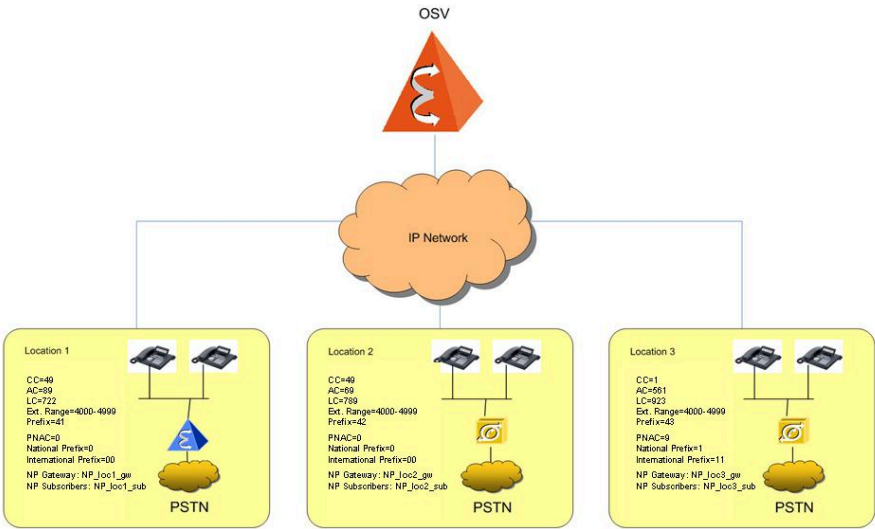 OSV
IP Network
Location 1
CC=49
AC=89
LC=722
Ext. Range=4000-4999
Prefix=41
PNAC=0
National Prefix=0
International Prefix=00
NP Gateway: NP_loc1_gw
NP Subscribers: NP_loc1_sub
PSTN
Location 2
CC=49
AC=69
LC=789
Ext. Range=4000-4999
Prefix=42
PNAC=0
National Prefix=0
International Prefix=00
NP Gateway: NP_loc2_gw
NP Subscribers: NP_loc2_sub
PSTN
Location 3
CC=1
AC=561
LC=923
Ext. Range=4000-4999
Prefix=43
PNAC=9
National Prefix=1
International Prefix=11
NP Gateway: NP_loc3_gw
NP Subscribers: NP_loc3_sub
PSTN